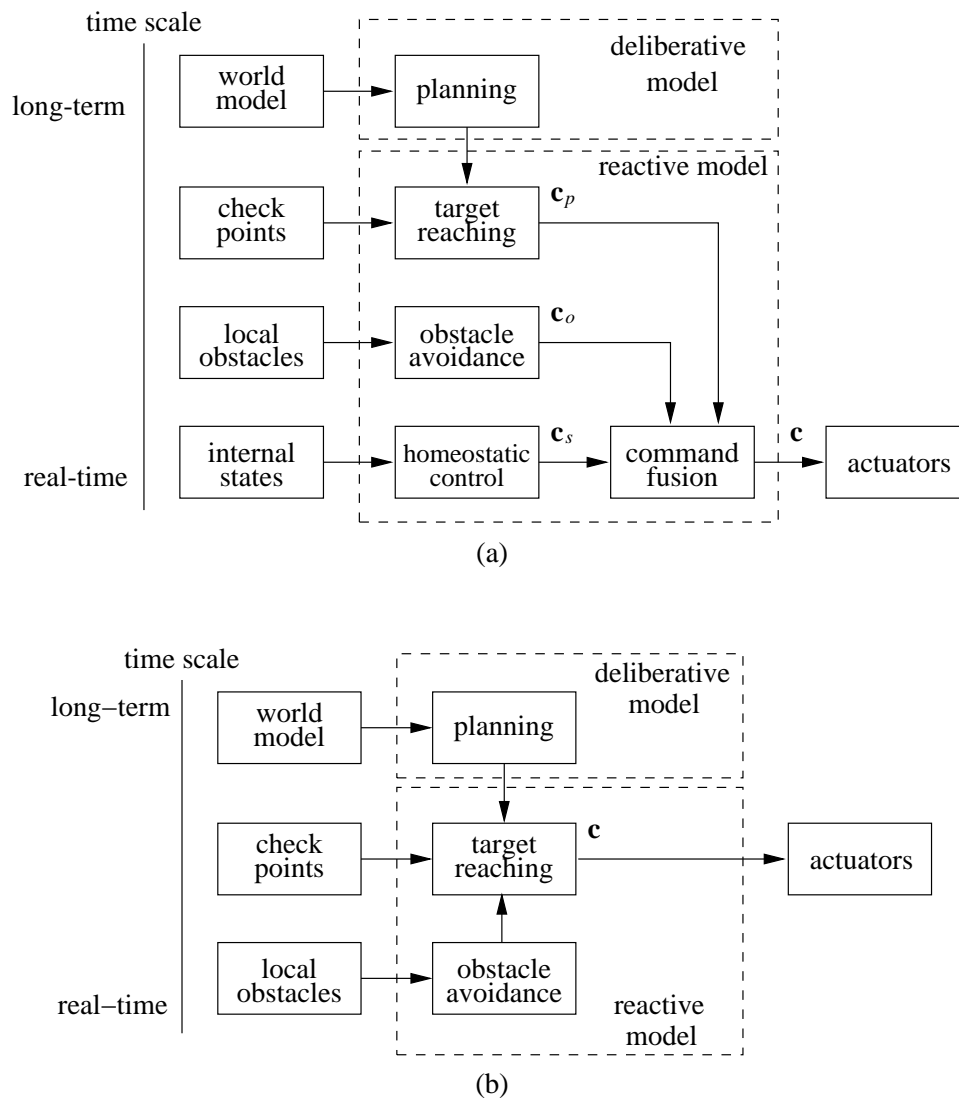 time scale
deliberative
model
world
model
planning
long-term
reactive model
check
points
target
reaching
c_p
local
obstacles
obstacle
avoidance
c_o
internal
states
homeostatic
control
c_s
command
fusion
c
actuators
real-time
(a)
time scale
deliberative
model
long−term
world
model
planning
check
points
target
reaching
c
actuators
local
obstacles
obstacle
avoidance
real−time
reactive
model
(b)